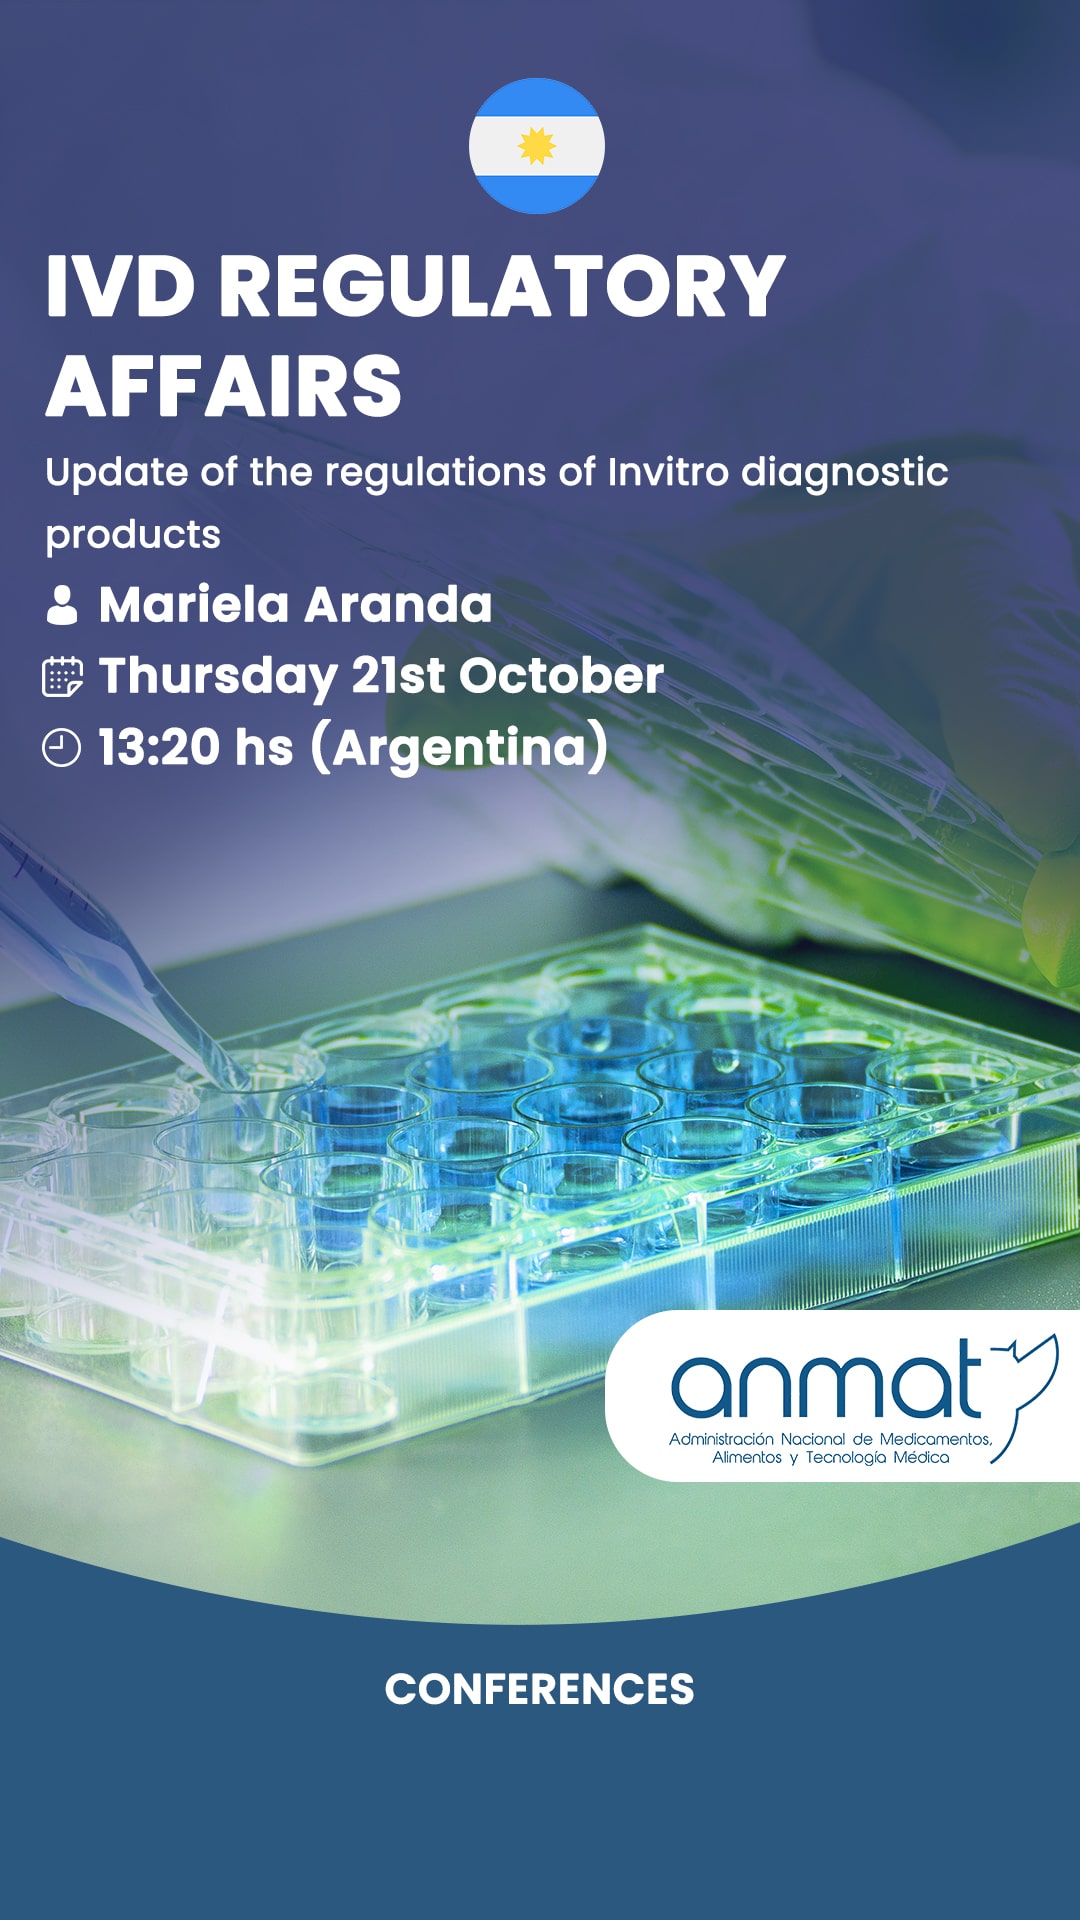 IVD REGULATORY
AFFAIRS
Update of the regulations of Invitro diagnostic
products
Mariela Aranda
Thursday 21st October
13:20 hs (Argentina)
anmat
Administración Nacional de Medicamentos,
Alimentos y Tecnología Médica
CONFERENCES